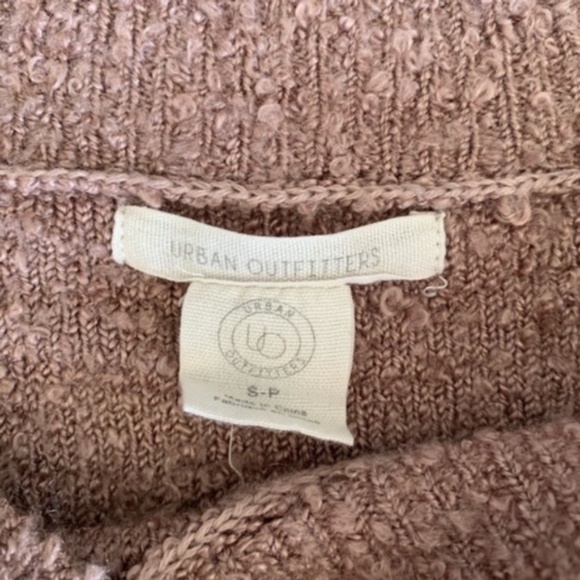 URBAN OUTFITTERS
URBAN
UO
OUTFITTERS
S-P
Made in China